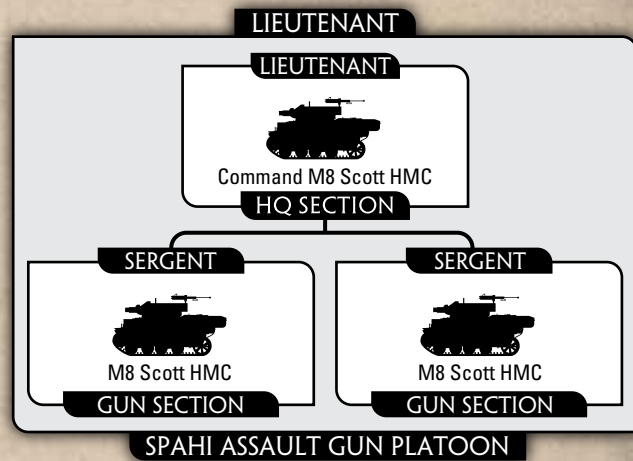 LIEUTENANT
LIEUTENANT
Command M8 Scott HMC
HQ SECTION
SERGENT
M8 Scott HMC
GUN SECTION
SERGENT
M8 Scott HMC
GUN SECTION
SPAHI ASSAULT GUN PLATOON